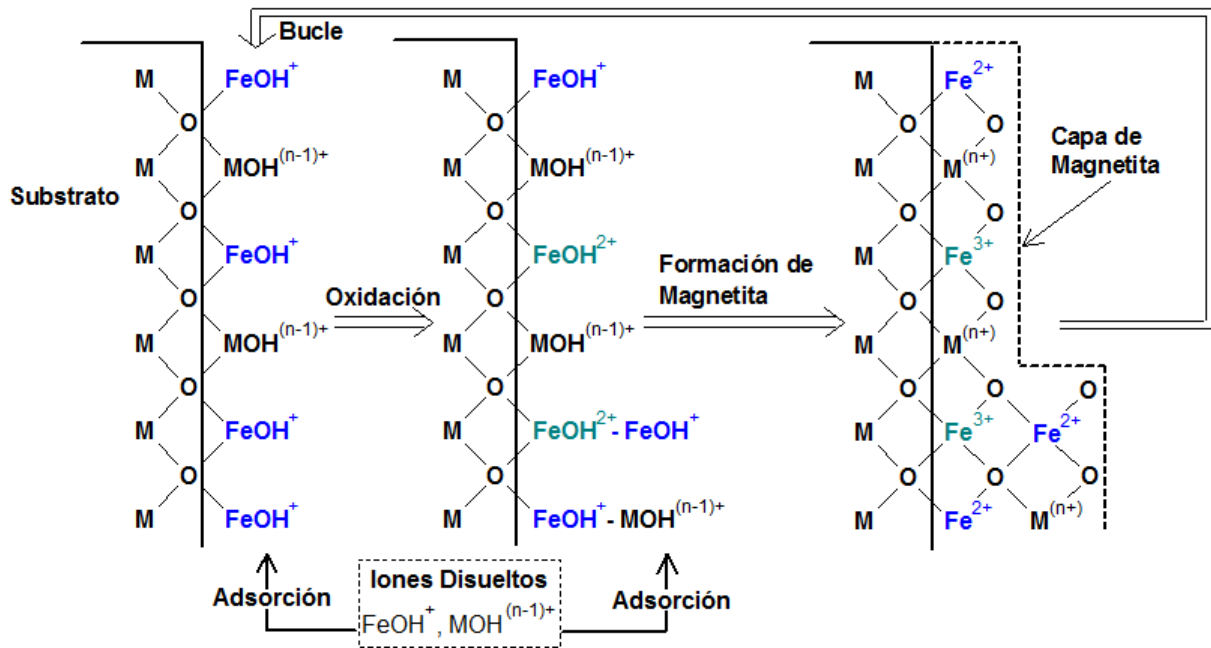 Bucle
Substrato
M
FeOH⁺
O
M
MOH⁽ⁿ⁻¹⁾⁺
O
M
FeOH⁺
O
M
MOH⁽ⁿ⁻¹⁾⁺
O
M
FeOH⁺
O
M
FeOH⁺
Oxidación
M
FeOH⁺
O
M
MOH⁽ⁿ⁻¹⁾⁺
O
M
FeOH²⁺
O
M
MOH⁽ⁿ⁻¹⁾⁺
O
M
FeOH²⁺ - FeOH⁺
O
M
FeOH⁺ - MOH⁽ⁿ⁻¹⁾⁺
Formación de
Magnetita
M
Fe²⁺
O
O
M
M⁽ⁿ⁺⁾
O
O
M
Fe³⁺
O
O
M
M⁽ⁿ⁺⁾
O
O
O
M
Fe³⁺
Fe²⁺
O
O
O
M
Fe²⁺
M⁽ⁿ⁺⁾
Capa de
Magnetita
Adsorción
Iones Disueltos
FeOH⁺, MOH⁽ⁿ⁻¹⁾⁺
Adsorción